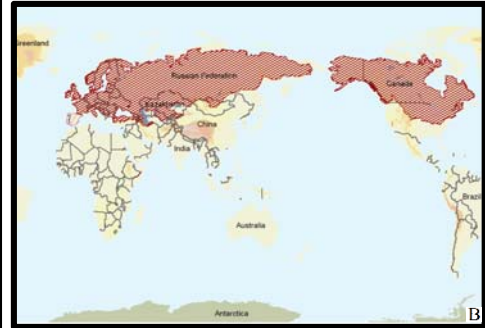 Greenland
Russian Federation
Canada
Kazakhstan
China
India
Brazil
Australia
Antarctica
B